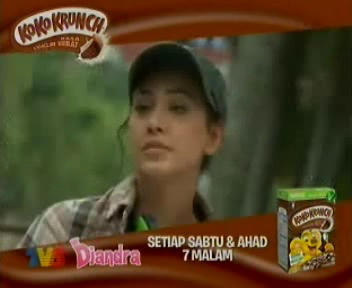 KOKO KRUNCH
TV3
Diandra
SETIAP SABTU & AHAD
7 MALAM
KOKO KRUNCH